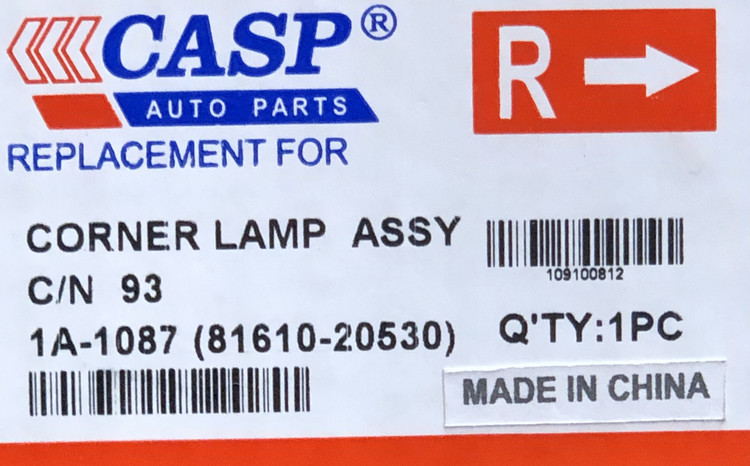 CASP®
AUTO PARTS
R
REPLACEMENT FOR
CORNER LAMP ASSY
109100812
C/N 93
1A-1087 (81610-20530)
Q'TY:1PC
MADE IN CHINA